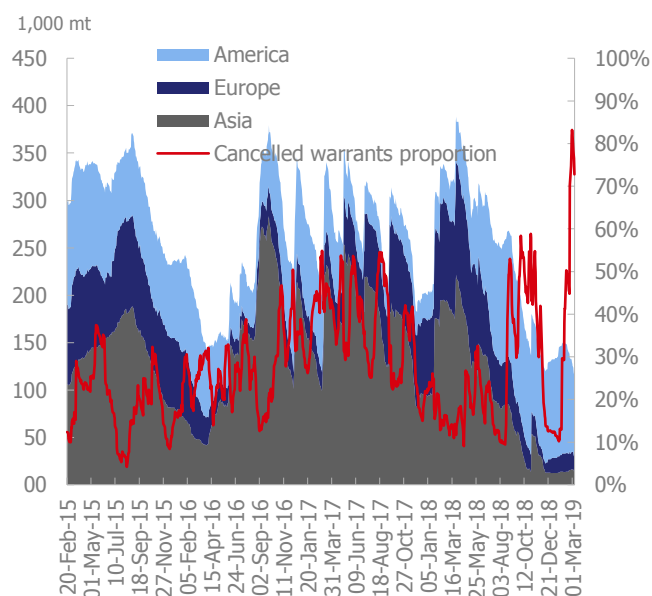 1,000 mt
America
Europe
Asia
Cancelled warrants proportion
450
400
350
300
250
200
150
100
50
00
100%
90%
80%
70%
60%
50%
40%
30%
20%
10%
0%
20-Feb-15
01-May-15
10-Jul-15
18-Sep-15
27-Nov-15
05-Feb-16
15-Apr-16
24-Jun-16
02-Sep-16
11-Nov-16
20-Jan-17
31-Mar-17
09-Jun-17
18-Aug-17
27-Oct-17
05-Jan-18
16-Mar-18
25-May-18
03-Aug-18
12-Oct-18
21-Dec-18
01-Mar-19